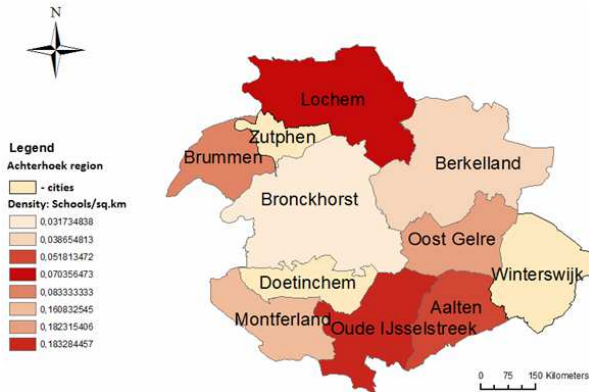 N
Legend
Achterhoek region
- cities
Density: Schools/sq.km
0,031734838
0,038654813
0,051813472
0,070356473
0,083333333
0,160832545
0,182315406
0,183284457
Lochem
Zutphen
Brummen
Berkelland
Bronckhorst
Oost Gelre
Winterswijk
Doetinchem
Aalten
Montferland
Oude IJsselstreek
0 75 150 Kilometers